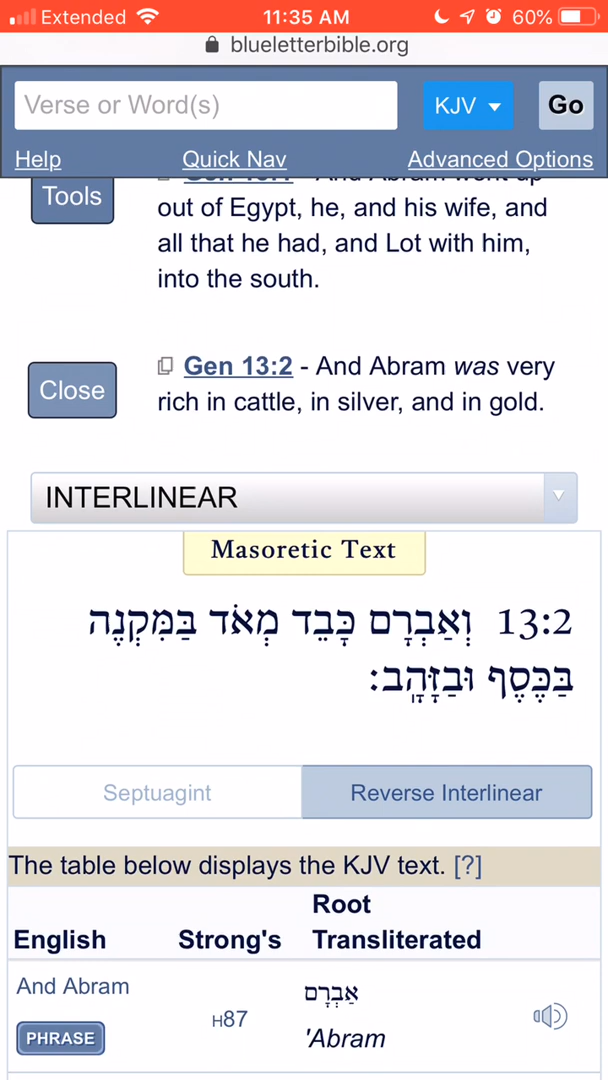 Extended 11:35 AM 60%
blueletterbible.org
Verse or Word(s) KJV Go
Help Quick Nav Advanced Options
Tools
out of Egypt, he, and his wife, and
all that he had, and Lot with him,
into the south.
Close
Gen 13:2 - And Abram was very
rich in cattle, in silver, and in gold.
INTERLINEAR
Masoretic Text
13:2 וְאַבְרָם כָּבֵד מְאֹד בַּמִּקְנֶה
בַּכֶּסֶף וּבַזָּהָֽב׃
Septuagint Reverse Interlinear
The table below displays the KJV text. [?]
English Strong's Root Transliterated
And Abram
PHRASE
H87
אַבְרָם
'Abram